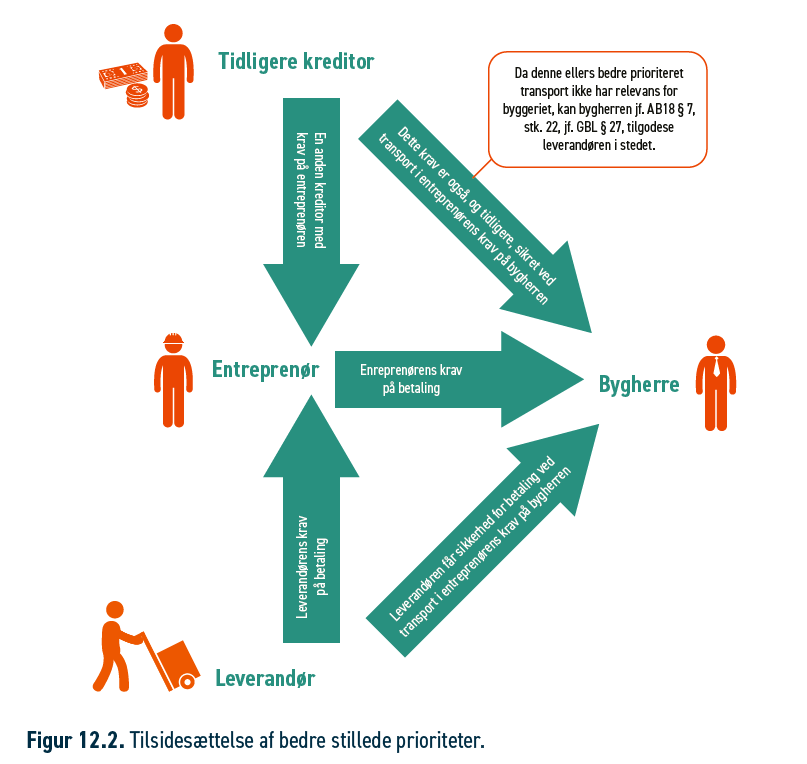 Tidligere kreditor
Da denne ellers bedre prioriteret
transport ikke har relevans for
byggeriet, kan bygherren jf. AB18 § 7,
stk. 22, jf. GBL § 27, tilgodese
leverandøren i stedet.
En anden kreditor med
krav på entreprenøren
Dette krav er også, og tidligere, sikret ved
transport i entreprenørens krav på bygherren
Entreprenør
Enreprenørens krav
på betaling
Bygherre
Leverandørens krav
på betaling
Leverandøren får sikkerhed for betaling ved
transport i entreprenørens krav på bygherren
Leverandør
Figur 12.2. Tilsidesættelse af bedre stillede prioriteter.